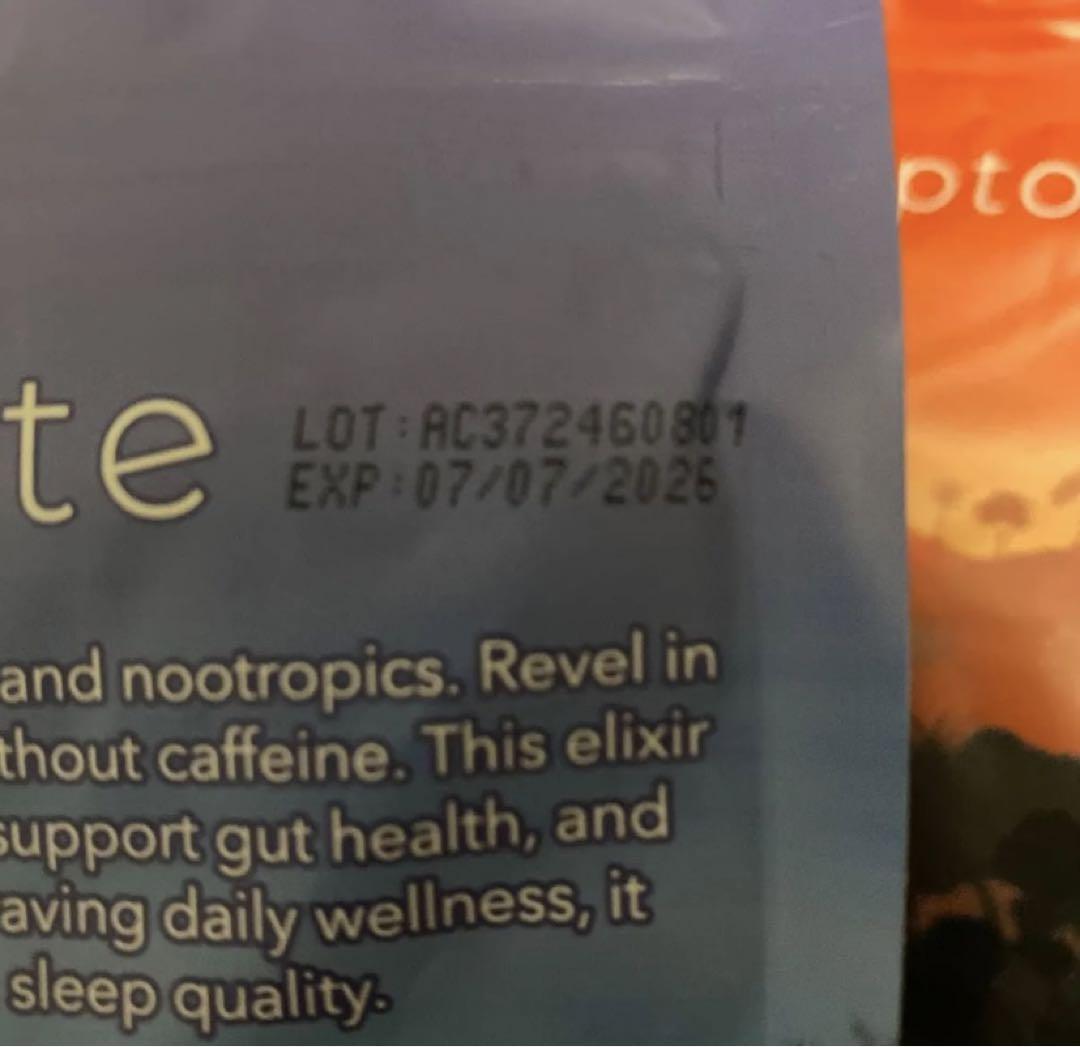 pto
te
LOT:AC372460801
EXP:07/07/2026
and nootropics. Revel in
thout caffeine. This elixir
support gut health, and
aving daily wellness, it
sleep quality.